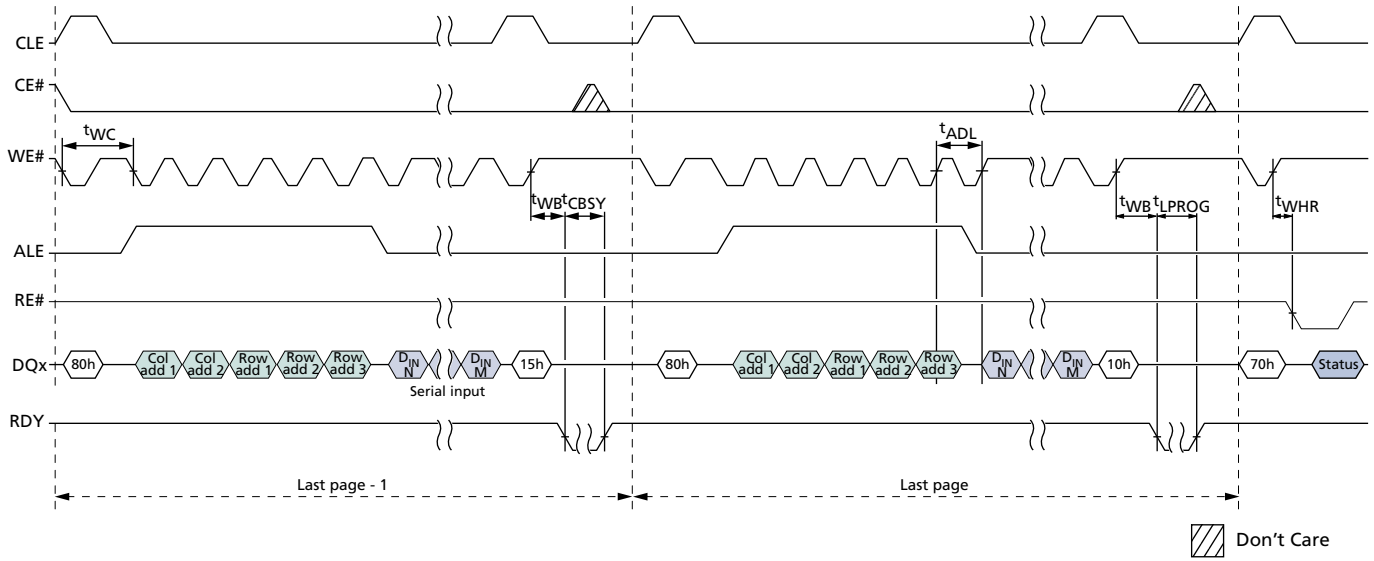 CLE
CE#
tWC
tADL
WE#
tWB tCBSY
tWB tLPROG
tWHR
ALE
RE#
DQx
80h
Col add 1
Col add 2
Row add 1
Row add 2
Row add 3
DIN N
DIN M
15h
80h
Col add 1
Col add 2
Row add 1
Row add 2
Row add 3
DIN N
DIN M
10h
70h
Status
Serial input
RDY
Last page - 1
Last page
Don't Care